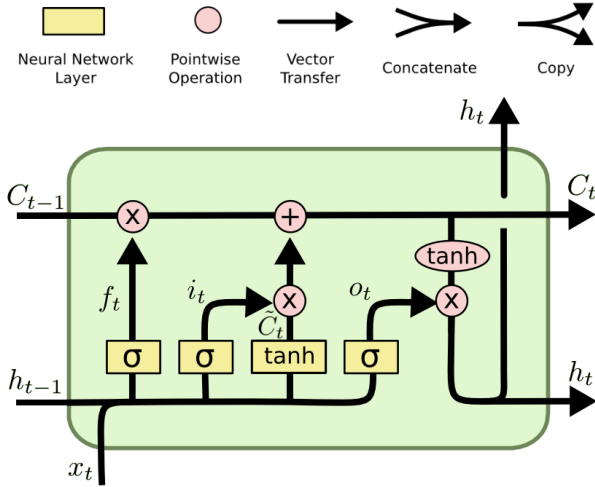 Neural Network
Layer
Pointwise
Operation
Vector
Transfer
Concatenate
Copy
h_t
C_{t-1}
x
+
C_t
tanh
f_t
i_t
x
o_t
x
C̃_t
σ
σ
tanh
σ
h_{t-1}
h_t
x_t